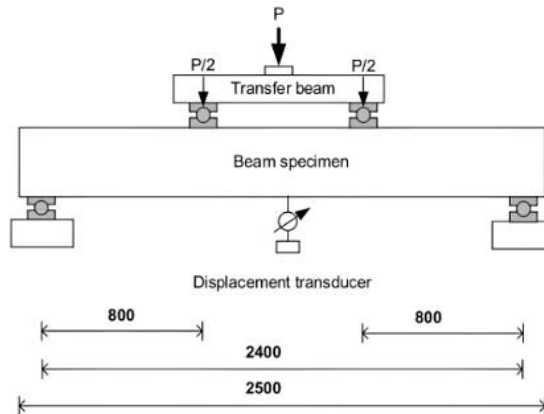 P
P/2 P/2
Transfer beam
Beam specimen
Displacement transducer
800 800
2400
2500